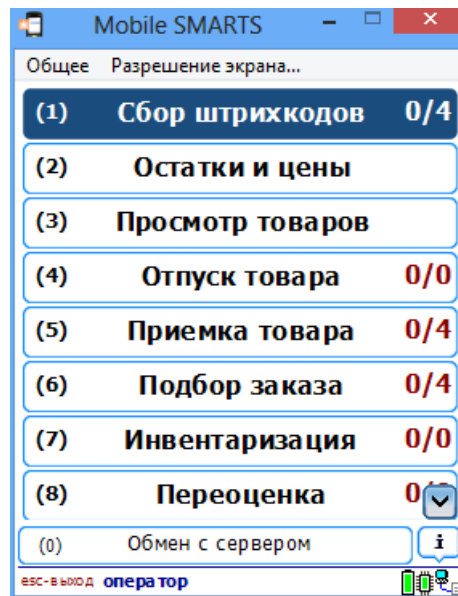 Mobile SMARTS
Общее Разрешение экрана...
(1) Сбор штрихкодов 0/4
(2) Остатки и цены
(3) Просмотр товаров
(4) Отпуск товара 0/0
(5) Приемка товара 0/4
(6) Подбор заказа 0/4
(7) Инвентаризация 0/0
(8) Переоценка
(0) Обмен с сервером i
esc-выход оператор